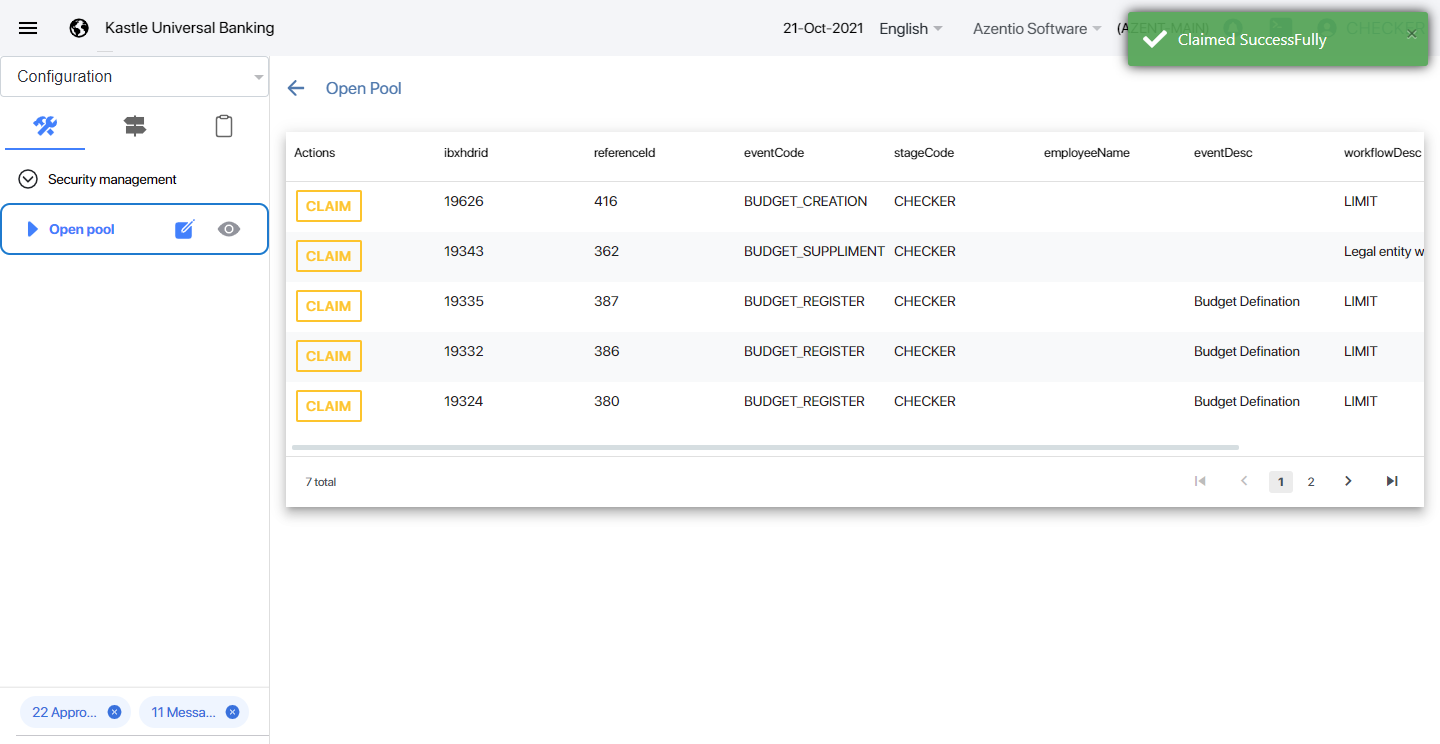 Kastle Universal Banking
21-Oct-2021
English
Azentio Software
(AZENT-MAIN)
CHECKER
Claimed SuccessFully
Configuration
Open Pool
Security management
Open pool
Actions ibxhdrid referenceId eventCode stageCode employeeName eventDesc workflowDesc
CLAIM 19626 416 BUDGET_CREATION CHECKER LIMIT
CLAIM 19343 362 BUDGET_SUPPLIMENT CHECKER Legal entity w
CLAIM 19335 387 BUDGET_REGISTER CHECKER Budget Defination LIMIT
CLAIM 19332 386 BUDGET_REGISTER CHECKER Budget Defination LIMIT
CLAIM 19324 380 BUDGET_REGISTER CHECKER Budget Defination LIMIT
7 total
1 2
22 Appro... 11 Messa...